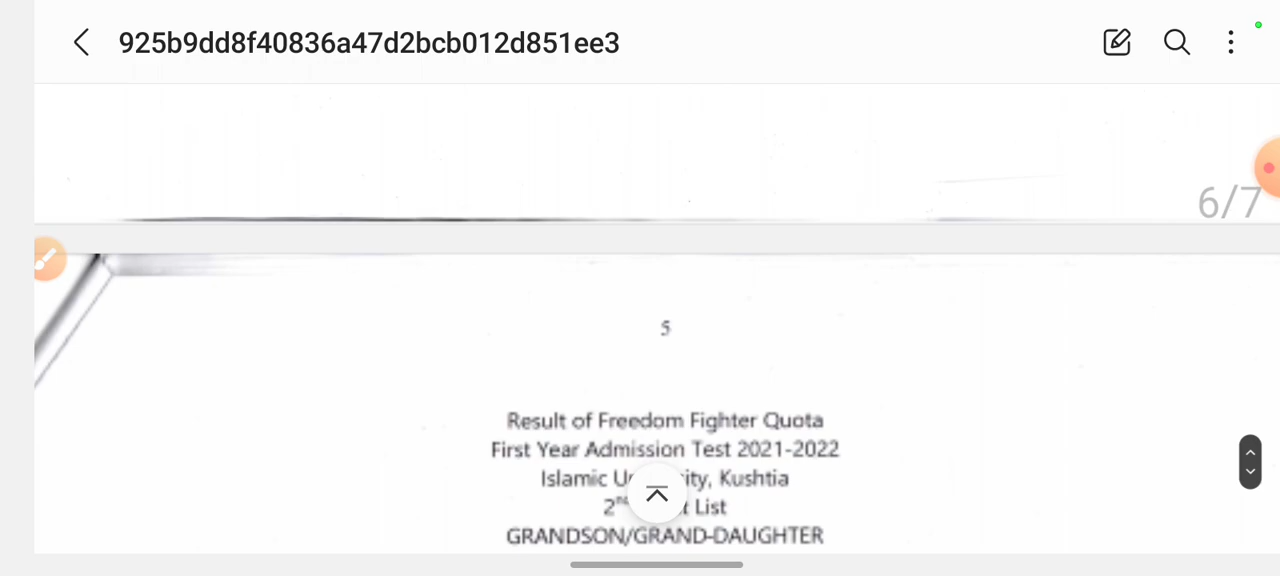 925b9dd8f40836a47d2bcb012d851ee3
6/7
5
Result of Freedom Fighter Quota
First Year Admission Test 2021-2022
Islamic U ity, Kushtia
2nd List
GRANDSON/GRAND-DAUGHTER